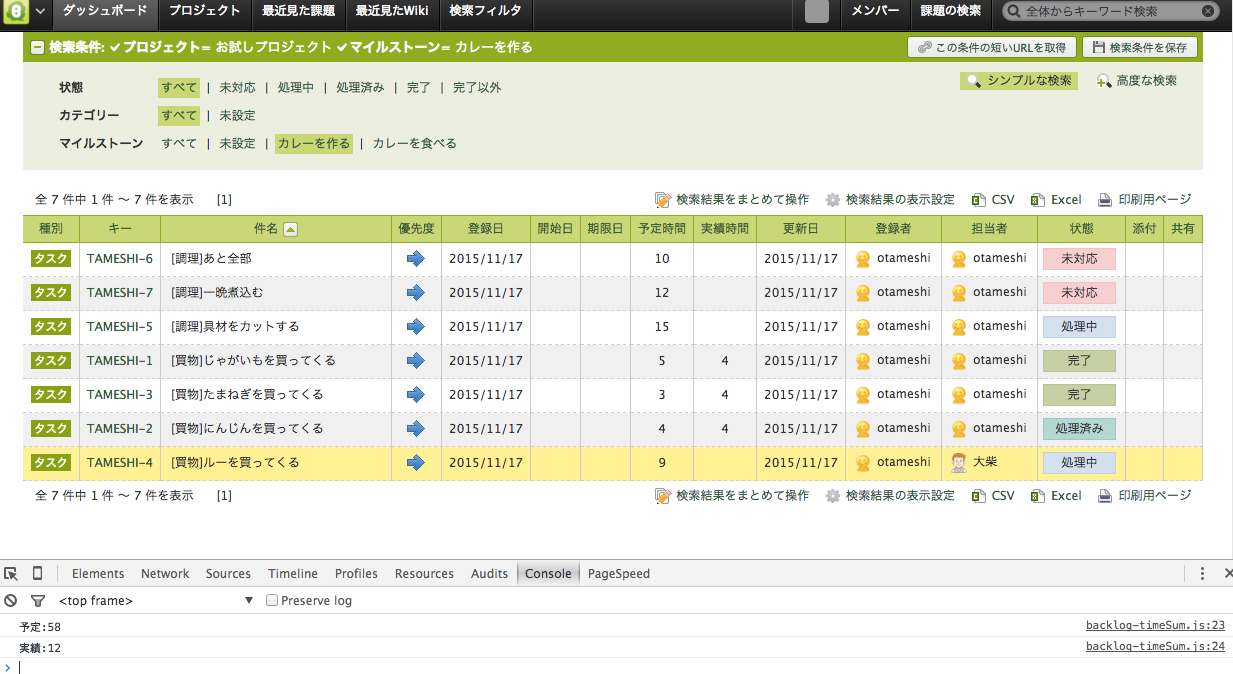 ダッシュボード プロジェクト 最近見た課題 最近見たWiki 検索フィルタ メンバー 課題の検索 全体からキーワード検索
検索条件: ✓プロジェクト= お試しプロジェクト ✓マイルストーン= カレーを作る この条件の短いURLを取得 検索条件を保存
状態 すべて | 未対応 | 処理中 | 処理済み | 完了 | 完了以外 シンプルな検索 高度な検索
カテゴリー すべて | 未設定
マイルストーン すべて | 未設定 | カレーを作る | カレーを食べる
全 7 件中 1 件 〜 7 件を表示 [1] 検索結果をまとめて操作 検索結果の表示設定 CSV Excel 印刷用ページ
種別 キー 件名 優先度 登録日 開始日 期限日 予定時間 実績時間 更新日 登録者 担当者 状態 添付 共有
タスク TAMESHI-6 [調理]あと全部 2015/11/17 10 2015/11/17 otameshi otameshi 未対応
タスク TAMESHI-7 [調理]一晩煮込む 2015/11/17 12 2015/11/17 otameshi otameshi 未対応
タスク TAMESHI-5 [調理]具材をカットする 2015/11/17 15 2015/11/17 otameshi otameshi 処理中
タスク TAMESHI-1 [買物]じゃがいもを買ってくる 2015/11/17 5 4 2015/11/17 otameshi otameshi 完了
タスク TAMESHI-3 [買物]たまねぎを買ってくる 2015/11/17 3 4 2015/11/17 otameshi otameshi 完了
タスク TAMESHI-2 [買物]にんじんを買ってくる 2015/11/17 4 4 2015/11/17 otameshi otameshi 処理済み
タスク TAMESHI-4 [買物]ルーを買ってくる 2015/11/17 9 2015/11/17 otameshi 大柴 処理中
全 7 件中 1 件 〜 7 件を表示 [1] 検索結果をまとめて操作 検索結果の表示設定 CSV Excel 印刷用ページ
Elements Network Sources Timeline Profiles Resources Audits Console PageSpeed
<top frame> Preserve log
予定:58 backlog-timeSum.js:23
実績:12 backlog-timeSum.js:24